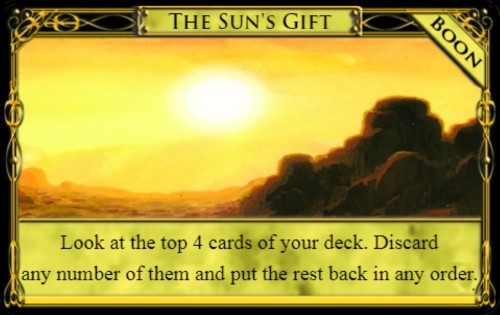 THE SUN'S GIFT
BOON
Look at the top 4 cards of your deck. Discard
any number of them and put the rest back in any order.